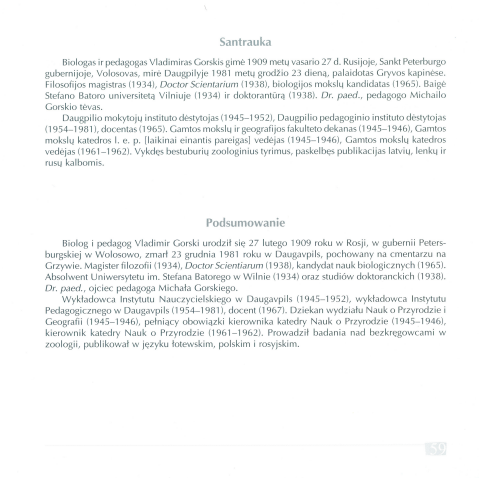 Santrauka
Biologas ir pedagogas Vladimiras Gorskis gimė 1909 metų vasario 27 d. Rusijoje, Sankt Peterburgo
gubernijoje, Volosovas, mirė Daugpilyje 1981 metų grodžio 23 dieną, palaidotas Gryvos kapinėse.
Filosofijos magistras (1934), Doctor Scientarium (1938), biologijos mokslų kandidatas (1965). Baigė
Stefano Batoro universitetą Vilniuje (1934) ir doktorantūrą (1938). Dr. paed., pedagogo Michailo
Gorskio tėvas.
Daugpilio mokytojų instituto dėstytojas (1945–1952), Daugpilio pedagoginio instituto dėstytojas
(1954–1981), docentas (1965). Gamtos mokslų ir geografijos fakulteto dekanas (1945–1946), Gamtos
mokslų katedros l. e. p. [laikinai einantis pareigas] vedėjas (1945–1946), Gamtos mokslų katedros
vedėjas (1961–1962). Vykdęs bestuburių zoologinius tyrimus, paskelbęs publikacijas latvių, lenkų ir
rusų kalbomis.
Podsumowanie
Biolog i pedagog Vladimir Gorski urodził się 27 lutego 1909 roku w Rosji, w gubernii Peters-
burgskiej w Wolosowo, zmarł 23 grudnia 1981 roku w Daugavpils, pochowany na cmentarzu na
Grzywie. Magister filozofii (1934), Doctor Scientiarum (1938), kandydat nauk biologicznych (1965).
Absolwent Uniwersytetu im. Stefana Batorego w Wilnie (1934) oraz studiów doktoranckich (1938).
Dr. paed., ojciec pedagoga Michała Gorskiego.
Wykładowca Instytutu Nauczycielskiego w Daugavpils (1945–1952), wykładowca Instytutu
Pedagogicznego w Daugavpils (1954–1981), docent (1967). Dziekan wydziału Nauk o Przyrodzie i
Geografii (1945–1946), pełniący obowiązki kierownika katedry Nauk o Przyrodzie (1945–1946),
kierownik katedry Nauk o Przyrodzie (1961–1962). Prowadził badania nad bezkręgowcami w
zoologii, publikował w języku łotewskim, polskim i rosyjskim.
59